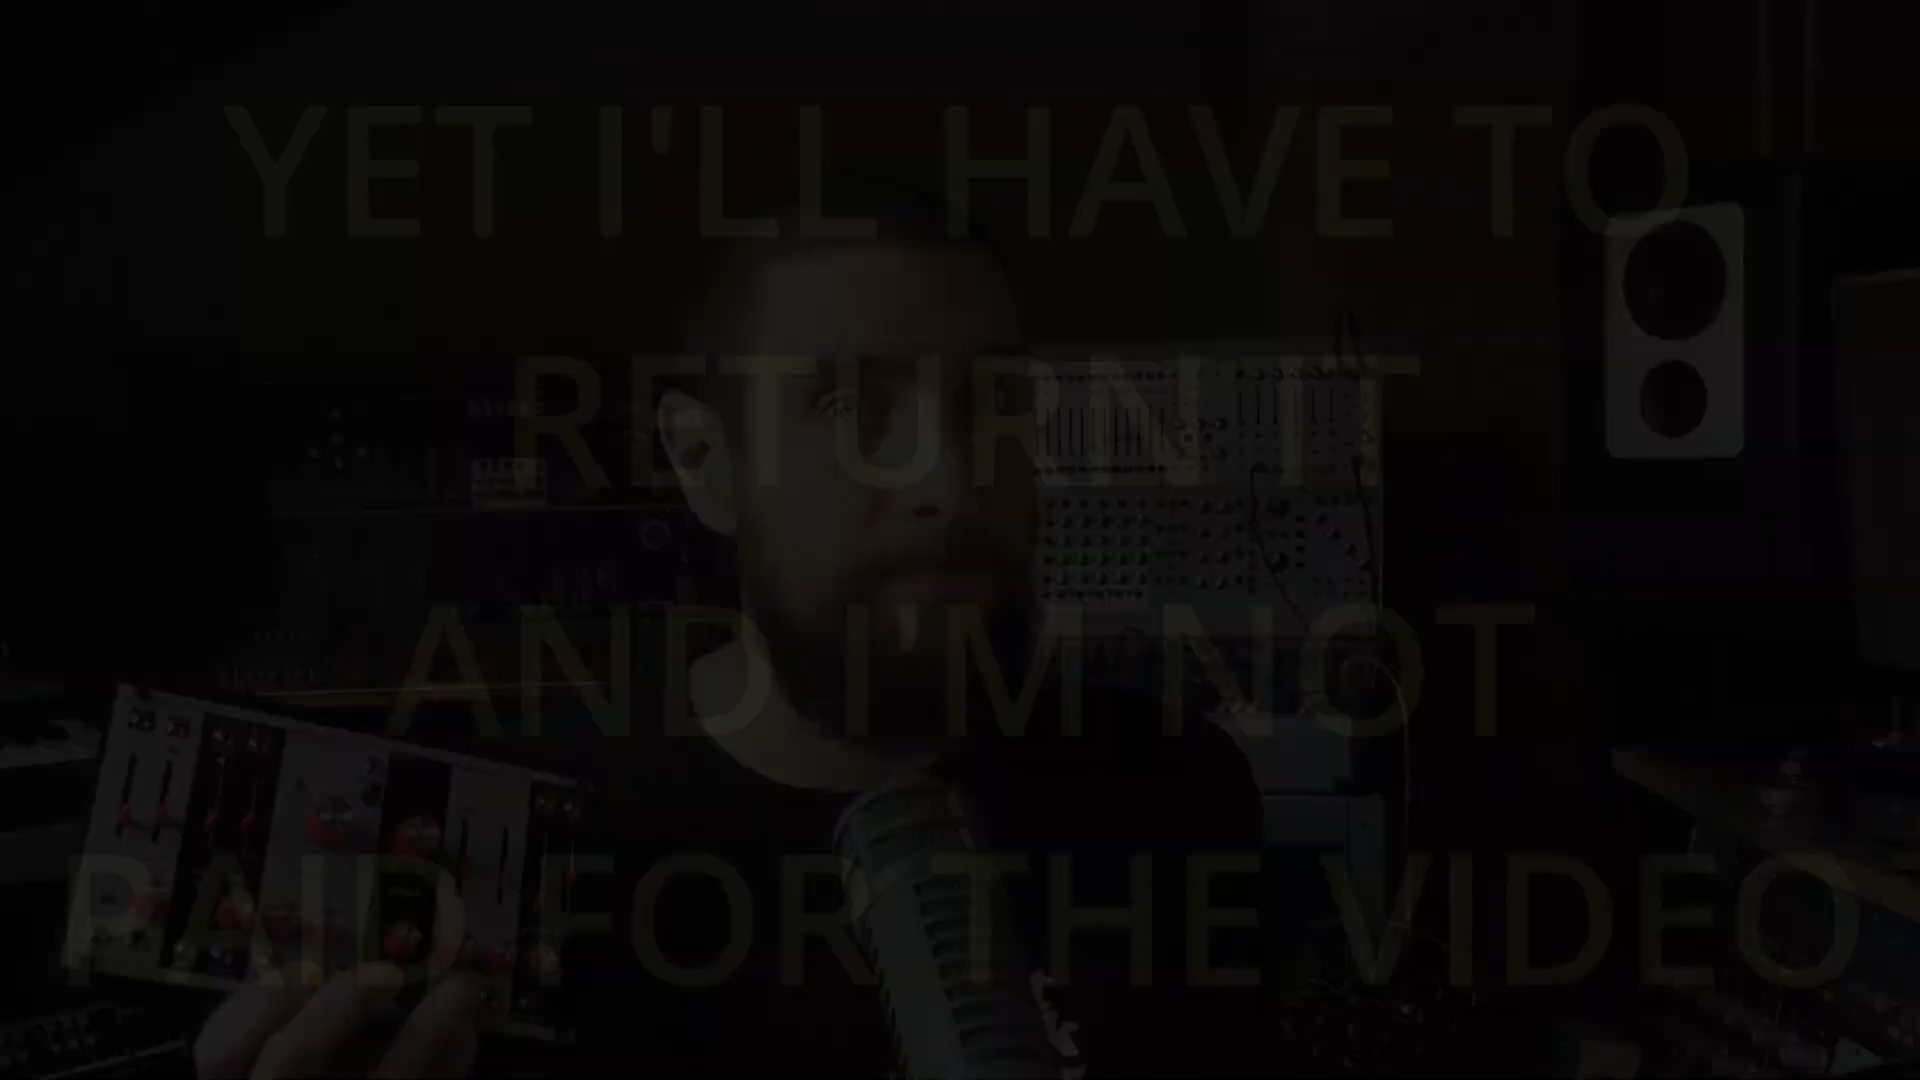 YET I'LL HAVE TO
RETURN IT
AND I'M NOT
PAID FOR THE VIDEO